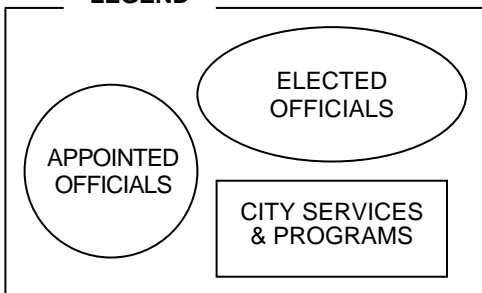 LEGEND
ELECTED
OFFICIALS
APPOINTED
OFFICIALS
CITY SERVICES
& PROGRAMS